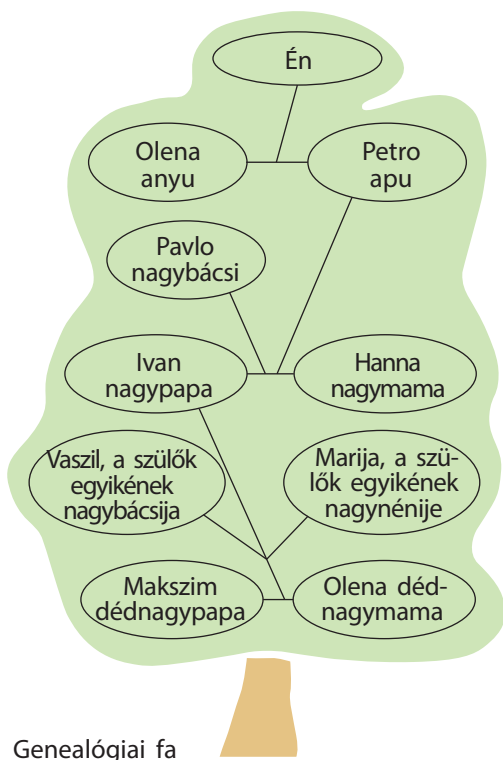 Én
Olena
anyu
Petro
apu
Pavlo
nagybácsi
Ivan
nagypapa
Hanna
nagymama
Vaszil, a szülők
egyikének
nagybácsija
Marija, a szü-
lők egyikének
nagynénije
Makszim
dédnagypapa
Olena déd-
nagymama
Genealógiai fa